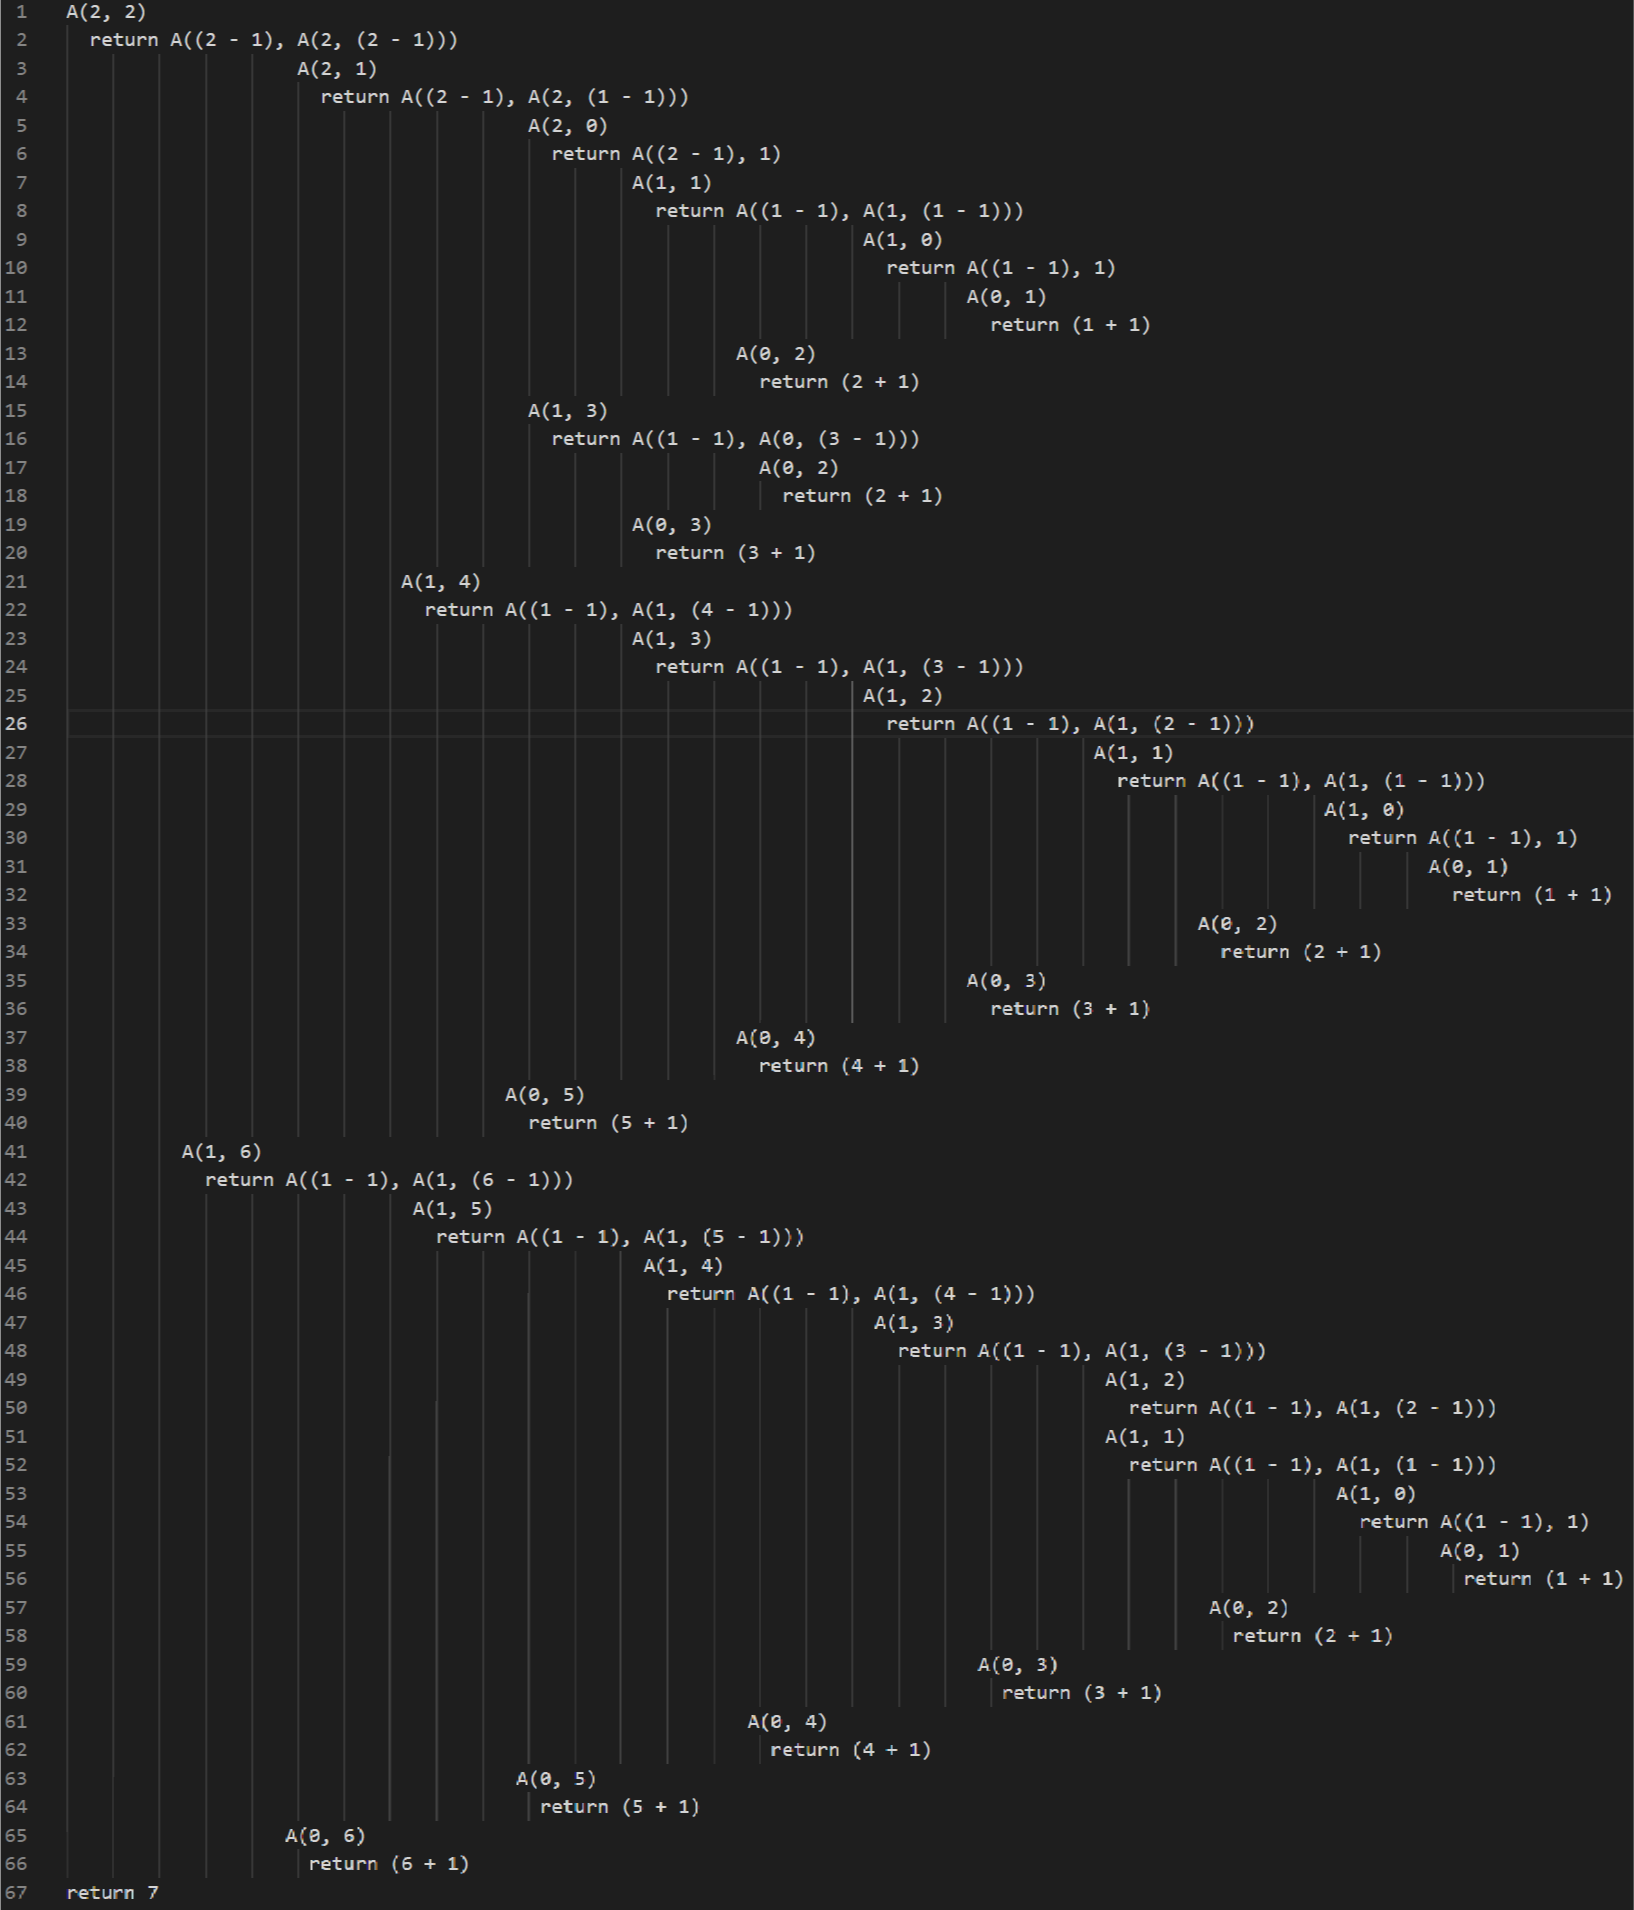 1 A(2, 2)
2 return A((2 - 1), A(2, (2 - 1)))
3 A(2, 1)
4 return A((2 - 1), A(2, (1 - 1)))
5 A(2, 0)
6 return A((2 - 1), 1)
7 A(1, 1)
8 return A((1 - 1), A(1, (1 - 1)))
9 A(1, 0)
10 return A((1 - 1), 1)
11 A(0, 1)
12 return (1 + 1)
13 A(0, 2)
14 return (2 + 1)
15 A(1, 3)
16 return A((1 - 1), A(0, (3 - 1)))
17 A(0, 2)
18 return (2 + 1)
19 A(0, 3)
20 return (3 + 1)
21 A(1, 4)
22 return A((1 - 1), A(1, (4 - 1)))
23 A(1, 3)
24 return A((1 - 1), A(1, (3 - 1)))
25 A(1, 2)
26 return A((1 - 1), A(1, (2 - 1)))
27 A(1, 1)
28 return A((1 - 1), A(1, (1 - 1)))
29 A(1, 0)
30 return A((1 - 1), 1)
31 A(0, 1)
32 return (1 + 1)
33 A(0, 2)
34 return (2 + 1)
35 A(0, 3)
36 return (3 + 1)
37 A(0, 4)
38 return (4 + 1)
39 A(0, 5)
40 return (5 + 1)
41 A(1, 6)
42 return A((1 - 1), A(1, (6 - 1)))
43 A(1, 5)
44 return A((1 - 1), A(1, (5 - 1)))
45 A(1, 4)
46 return A((1 - 1), A(1, (4 - 1)))
47 A(1, 3)
48 return A((1 - 1), A(1, (3 - 1)))
49 A(1, 2)
50 return A((1 - 1), A(1, (2 - 1)))
51 A(1, 1)
52 return A((1 - 1), A(1, (1 - 1)))
53 A(1, 0)
54 return A((1 - 1), 1)
55 A(0, 1)
56 return (1 + 1)
57 A(0, 2)
58 return (2 + 1)
59 A(0, 3)
60 return (3 + 1)
61 A(0, 4)
62 return (4 + 1)
63 A(0, 5)
64 return (5 + 1)
65 A(0, 6)
66 return (6 + 1)
67 return 7